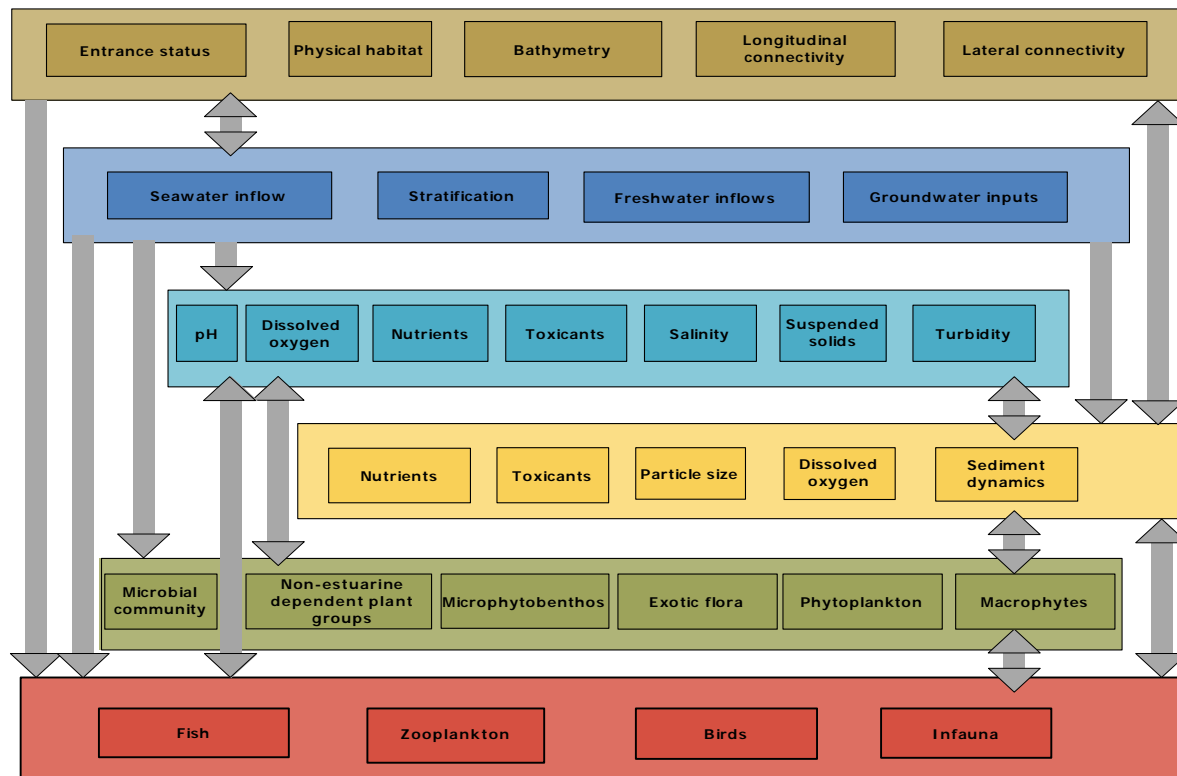 Entrance status
Physical habitat
Bathymetry
Longitudinal
connectivity
Lateral connectivity
Seawater inflow
Stratification
Freshwater inflows
Groundwater inputs
pH
Dissolved
oxygen
Nutrients
Toxicants
Salinity
Suspended
solids
Turbidity
Nutrients
Toxicants
Particle size
Dissolved
oxygen
Sediment
dynamics
Microbial
community
Non-estuarine
dependent plant
groups
Microphytobenthos
Exotic flora
Phytoplankton
Macrophytes
Fish
Zooplankton
Birds
Infauna